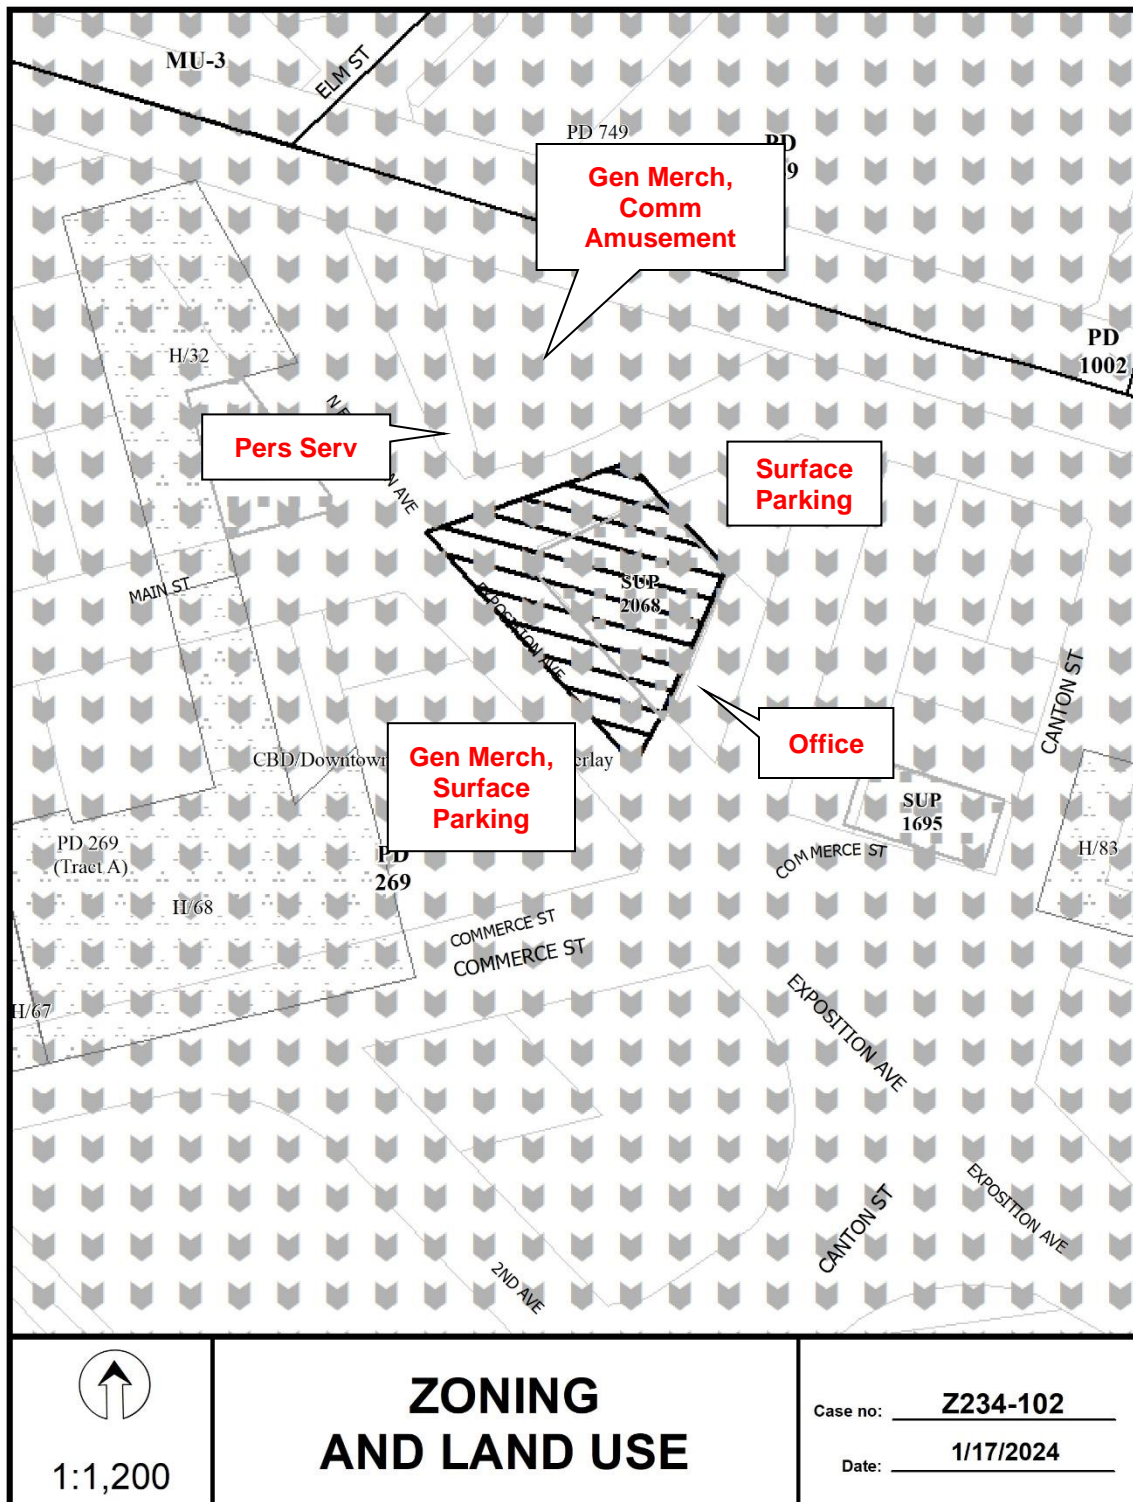 MU-3
ELM ST
PD 749
PD
9
Gen Merch,
Comm
Amusement
PD
1002
H/32
N E
N AVE
Pers Serv
Surface
Parking
MAIN ST
SUP
2068
EXPOSITION AVE
CANTON ST
Office
CBD/Downtown
erlay
Gen Merch,
Surface
Parking
SUP
1695
COMMERCE ST
H/83
PD 269
(Tract A)
PD
269
H/68
COMMERCE ST
COMMERCE ST
H/67
EXPOSITION AVE
EXPOSITION AVE
CANTON ST
2ND AVE
1:1,200
ZONING
AND LAND USE
Case no: Z234-102
Date: 1/17/2024